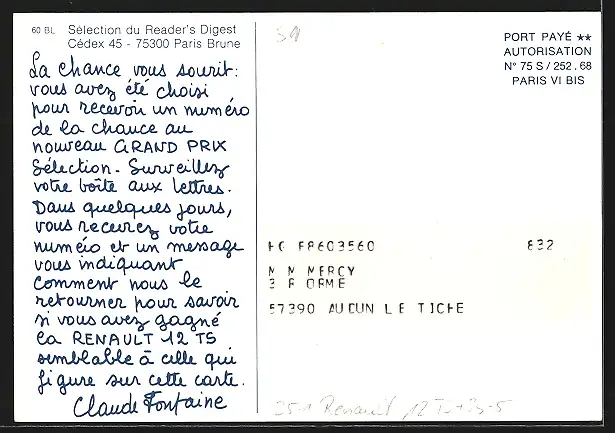 60 BL Sélection du Reader's Digest
Cédex 45 - 75300 Paris Brune
La chance vous sourit:
vous avez été choisi
pour recevoir un numéro
de la chance au
nouveau GRAND PRIX
Sélection. Surveillez
votre boîte aux lettres.
Dans quelques jours,
vous recevrez votre
numéro et un message
vous indiquant
comment nous le
retourner pour savoir
si vous avez gagné
la RENAULT 12 TS
semblable à celle qui
figure sur cette carte.
Claude Fontaine
PORT PAYÉ ★★
AUTORISATION
N° 75 S / 252.68
PARIS VI BIS
F8603560 832
M M MERCY
3 R ORME
57390 AUDUN LE TICHE
Renault 12 TS